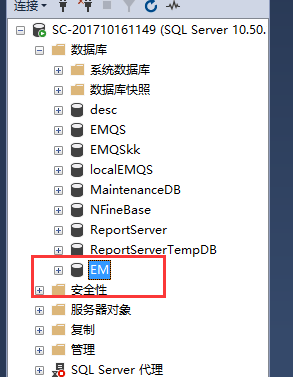 连接
SC-201710161149 (SQL Server 10.50.
数据库
系统数据库
数据库快照
desc
EMQS
EMQSkk
localEMQS
MaintenanceDB
NFineBase
ReportServer
ReportServerTempDB
EM
安全性
服务器对象
复制
管理
SQL Server 代理